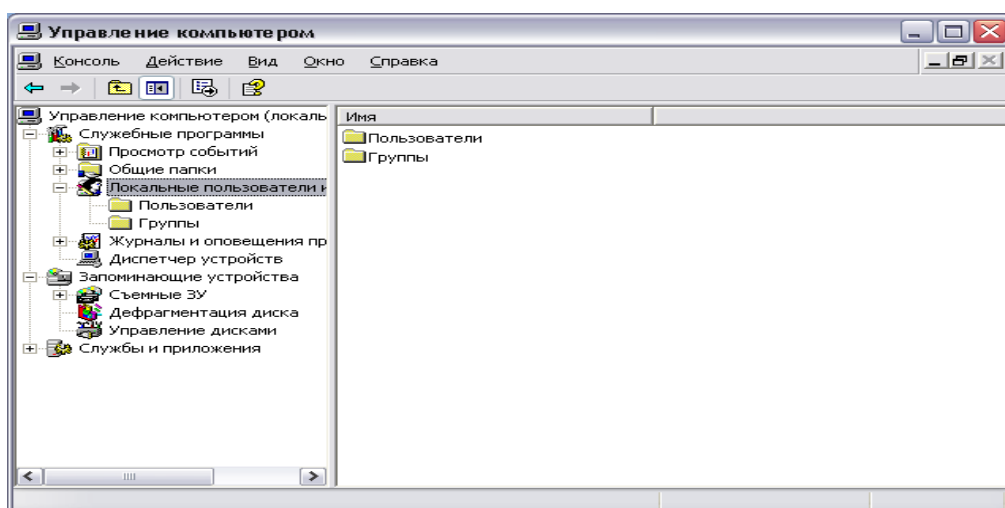 Управление компьютером
Консоль Действие Вид Окно Справка
Управление компьютером (локаль
Служебные программы
Просмотр событий
Общие папки
Локальные пользователи и
Пользователи
Группы
Журналы и оповещения пр
Диспетчер устройств
Запоминающие устройства
Съемные ЗУ
Дефрагментация диска
Управление дисками
Службы и приложения
Имя
Пользователи
Группы